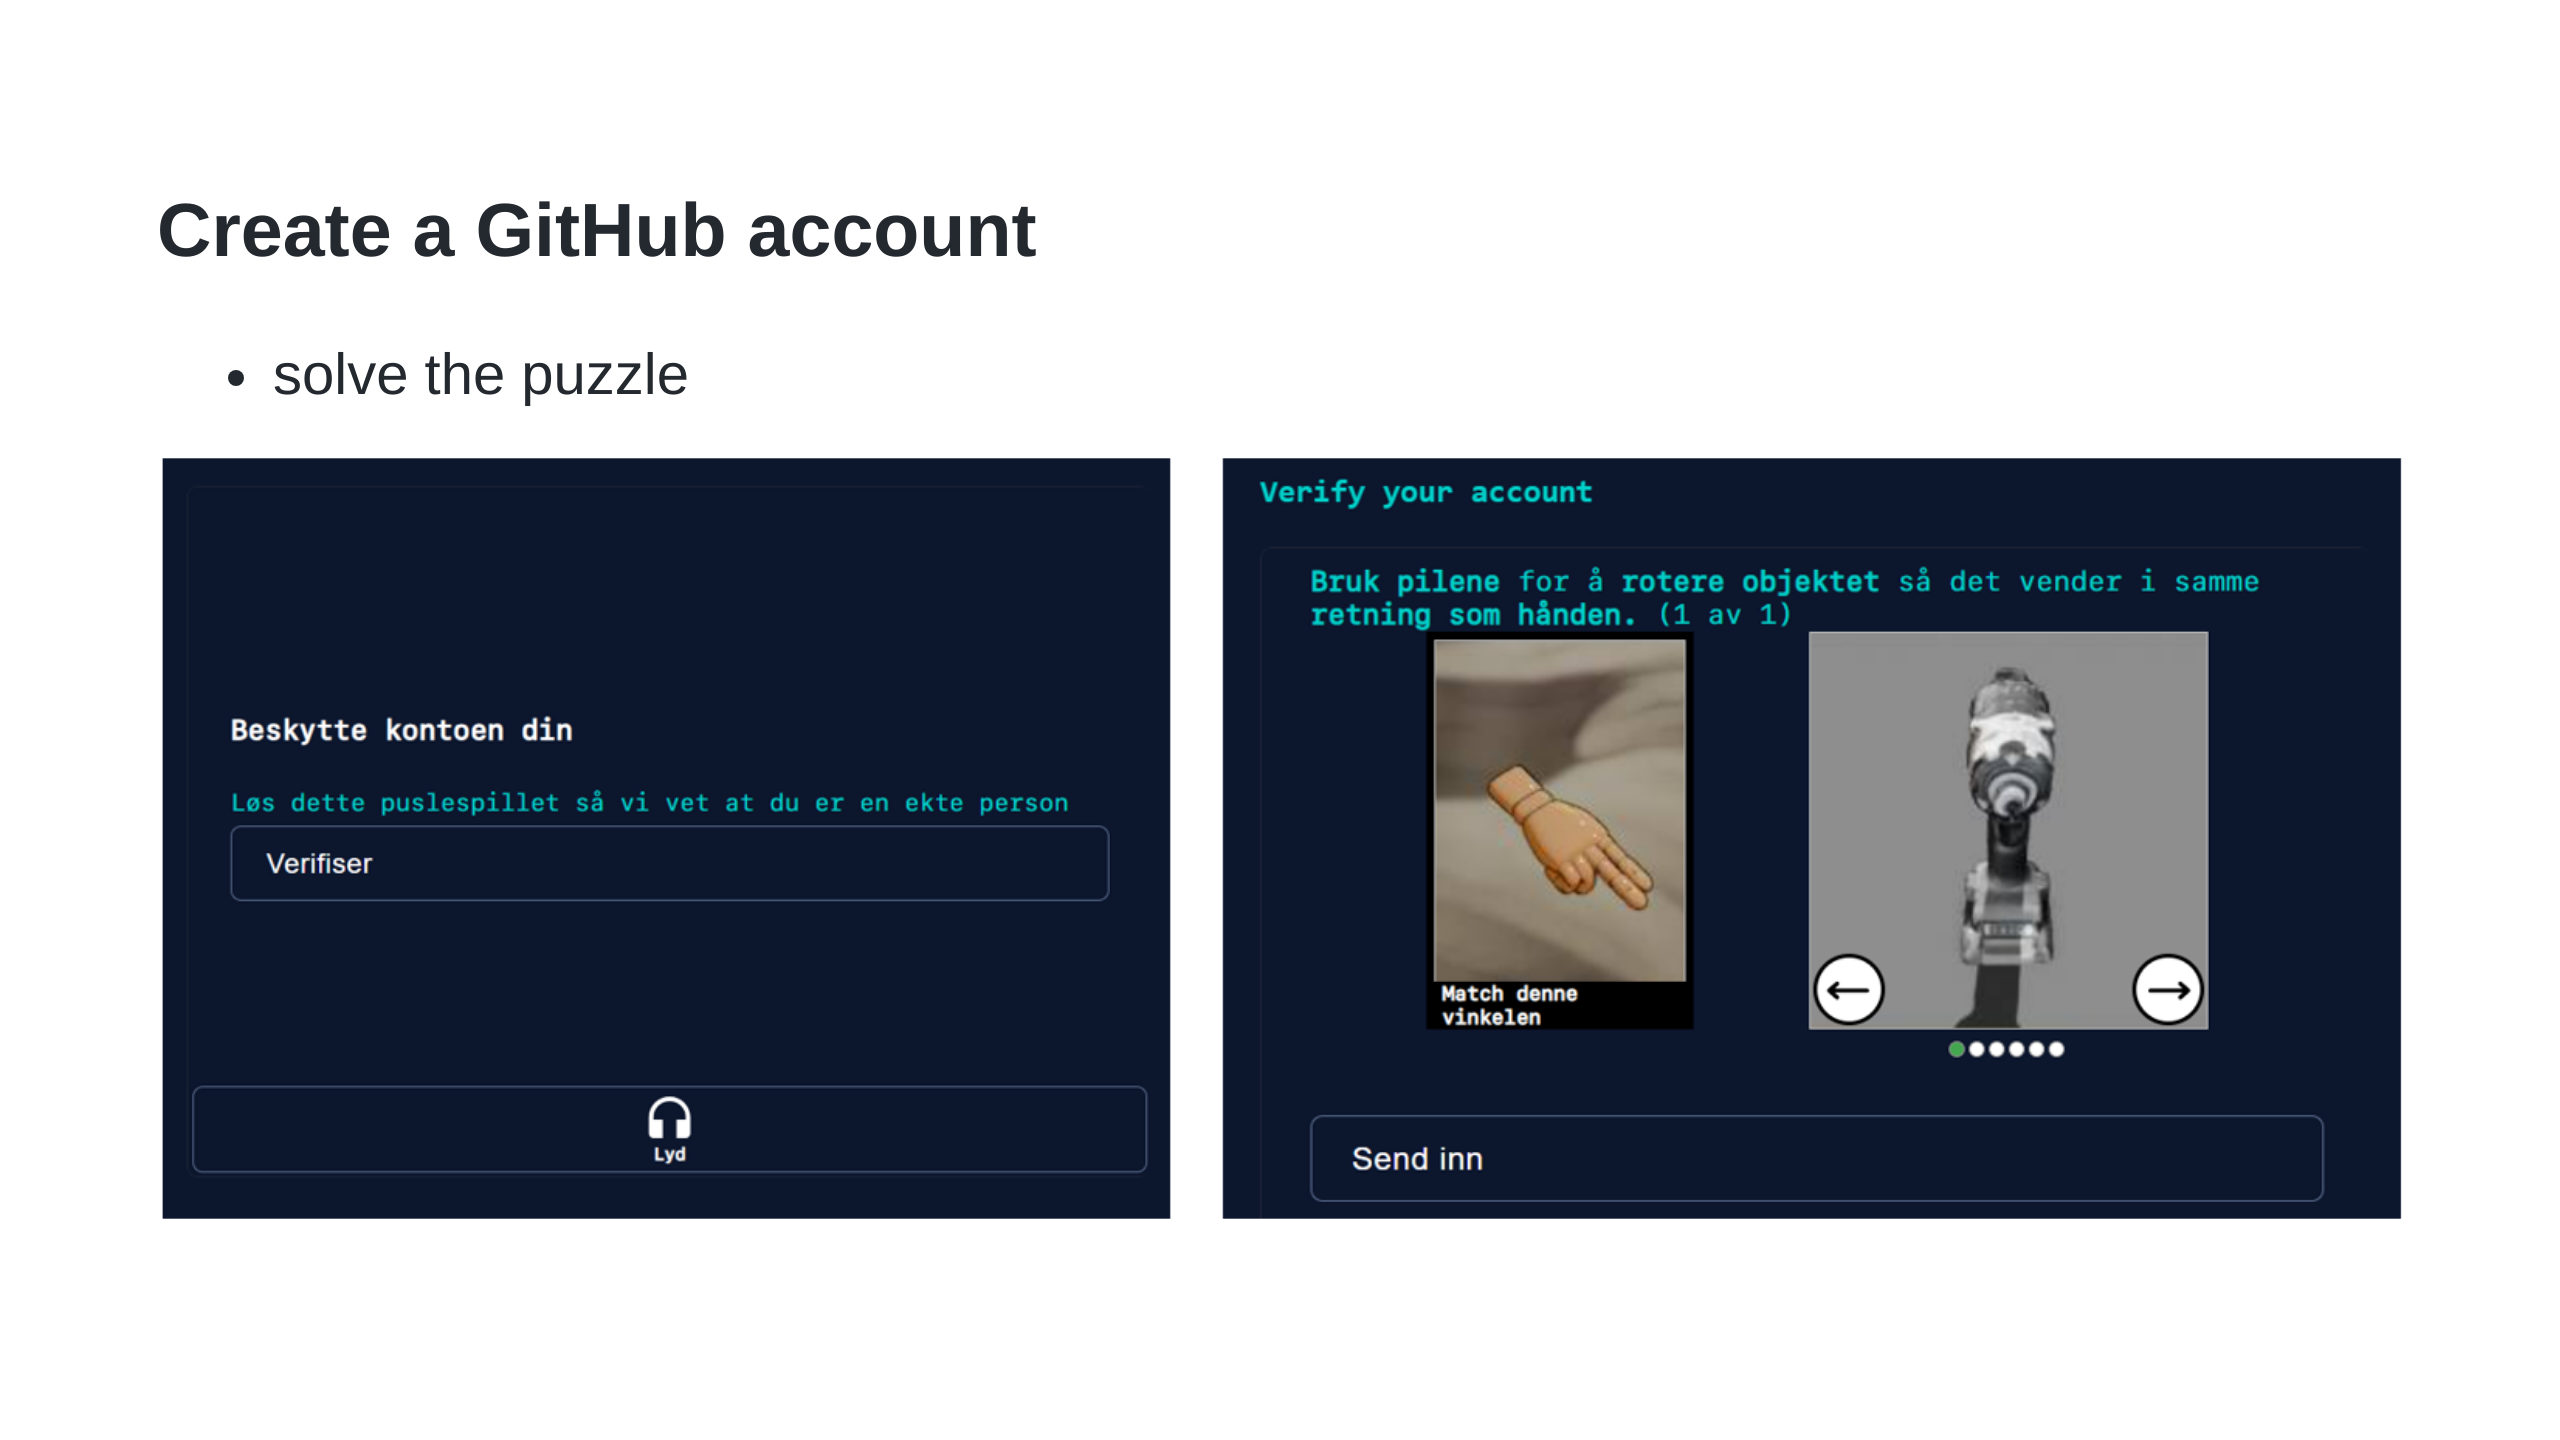 Create a GitHub account
solve the puzzle
Beskytte kontoen din
Løs dette puslespillet så vi vet at du er en ekte person
Verifiser
Lyd
Verify your account
Bruk pilene for å rotere objektet så det vender i samme
retning som hånden. (1 av 1)
Match denne
vinkelen
Send inn